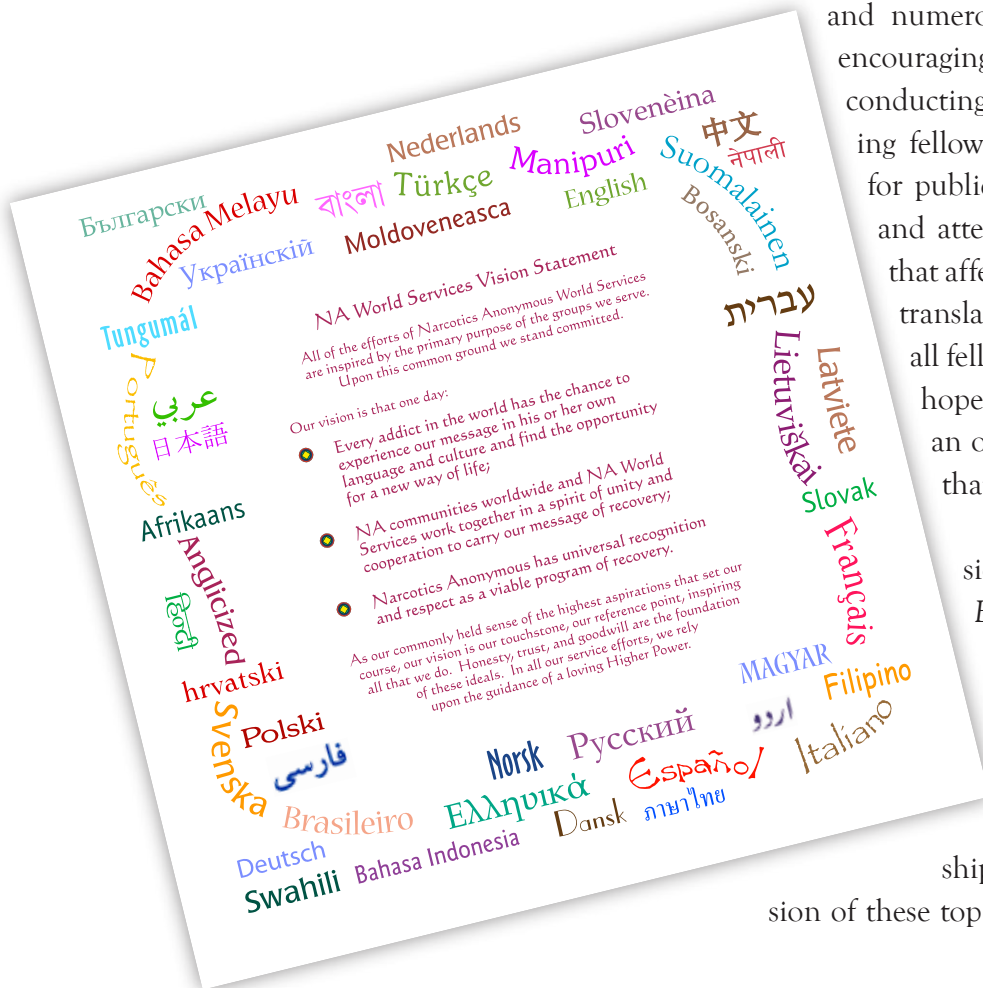 and numero
encouraging
conducting
ing fellow
for public
and atte
that affe
transla
all fell
hope
an o
tha
si
E
ship
sion of these top
Nederlands
Slovenèina
中文
नेपाली
Manipuri
Suomalainen
Български
Bahasa Melayu
বাংলা
Türkçe
English
Bosanski
Українскій
Moldoveneasca
עברית
Tungumál
Português
عربي
日本語
Afrikaans
Anglicized
हिन्दी
hrvatski
Lietuviškai
Latviete
Slovak
Français
NA World Services Vision Statement
All of the efforts of Narcotics Anonymous World Services
are inspired by the primary purpose of the groups we serve.
Upon this common ground we stand committed.
Our vision is that one day:
Every addict in the world has the chance to
experience our message in his or her own
language and culture and find the opportunity
for a new way of life;
NA communities worldwide and NA World
Services work together in a spirit of unity and
cooperation to carry our message of recovery;
Narcotics Anonymous has universal recognition
and respect as a viable program of recovery.
As our commonly held sense of the highest aspirations that set our
course, our vision is our touchstone, our reference point, inspiring
all that we do. Honesty, trust, and goodwill are the foundation
of these ideals. In all our service efforts, we rely
upon the guidance of a loving Higher Power.
MAGYAR
Filipino
Svenska
Polski
فارسی
Norsk
Русский
اردو
Italiano
Brasileiro
Ελληυικά
Español
Dansk
ภาษาไทย
Deutsch
Bahasa Indonesia
Swahili